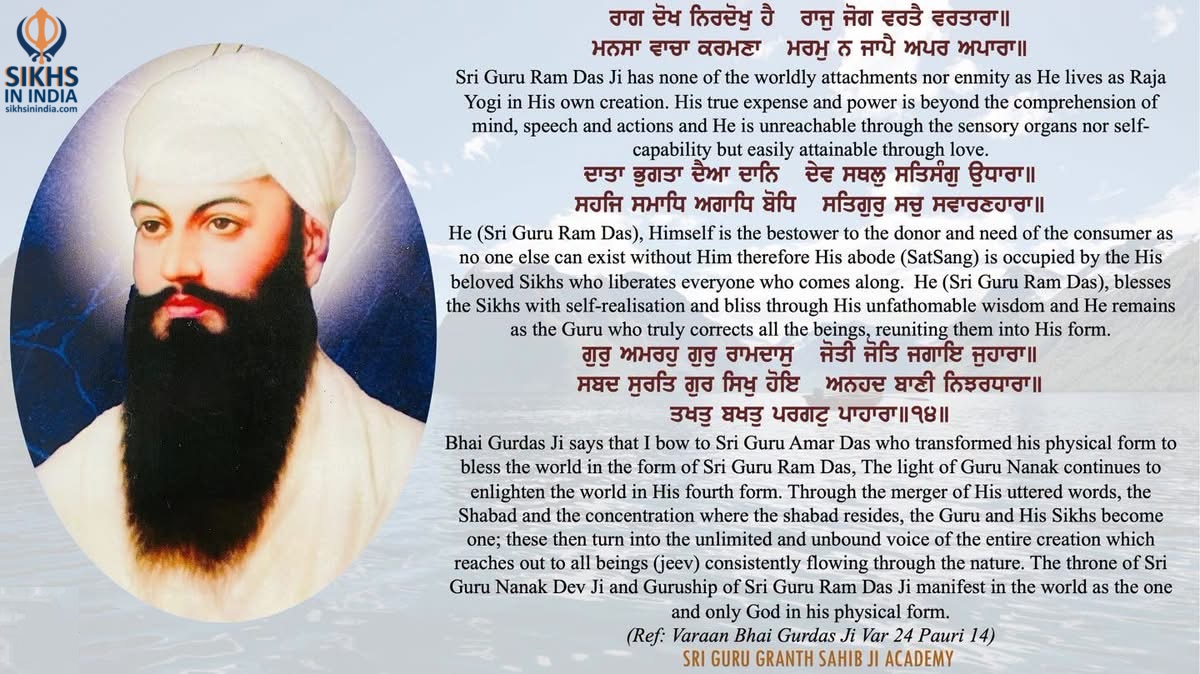 SIKHS
IN INDIA
sikhsinindia.com
ਰਾਗ ਦੋਖ ਨਿਰਦੋਖੁ ਹੈ ਰਾਜੁ ਜੋਗ ਵਰਤੈ ਵਰਤਾਰਾ॥
ਮਨਸਾ ਵਾਚਾ ਕਰਮਣਾ ਮਰਮੁ ਨ ਜਾਪੈ ਅਪਰ ਅਪਾਰਾ॥
Sri Guru Ram Das Ji has none of the worldly attachments nor enmity as He lives as Raja
Yogi in His own creation. His true expense and power is beyond the comprehension of
mind, speech and actions and He is unreachable through the sensory organs nor self-
capability but easily attainable through love.
ਦਾਤਾ ਭੁਗਤਾ ਦੈਆ ਦਾਨਿ ਦੇਵ ਸਥਲੁ ਸਤਿਸੰਗੁ ਉਧਾਰਾ॥
ਸਹਜਿ ਸਮਾਧਿ ਅਗਾਧਿ ਬੋਧਿ ਸਤਿਗੁਰੁ ਸਚੁ ਸਵਾਰਣਹਾਰਾ॥
He (Sri Guru Ram Das), Himself is the bestower to the donor and need of the consumer as
no one else can exist without Him therefore His abode (SatSang) is occupied by the His
beloved Sikhs who liberates everyone who comes along. He (Sri Guru Ram Das), blesses
the Sikhs with self-realisation and bliss through His unfathomable wisdom and He remains
as the Guru who truly corrects all the beings, reuniting them into His form.
ਗੁਰੁ ਅਮਰਹੁ ਗੁਰੁ ਰਾਮਦਾਸੁ ਜੋਤੀ ਜੋਤਿ ਜਗਾਇ ਜੁਹਾਰਾ॥
ਸਬਦ ਸੁਰਤਿ ਗੁਰ ਸਿਖੁ ਹੋਇ ਅਨਹਦ ਬਾਣੀ ਨਿਝਰਧਾਰਾ॥
ਤਖਤੁ ਬਖਤੁ ਪਰਗਟੁ ਪਾਹਾਰਾ॥੧੪॥
Bhai Gurdas Ji says that I bow to Sri Guru Amar Das who transformed his physical form to
bless the world in the form of Sri Guru Ram Das, The light of Guru Nanak continues to
enlighten the world in His fourth form. Through the merger of His uttered words, the
Shabad and the concentration where the shabad resides, the Guru and His Sikhs become
one; these then turn into the unlimited and unbound voice of the entire creation which
reaches out to all beings (jeev) consistently flowing through the nature. The throne of Sri
Guru Nanak Dev Ji and Guruship of Sri Guru Ram Das Ji manifest in the world as the one
and only God in his physical form.
(Ref: Varaan Bhai Gurdas Ji Var 24 Pauri 14)
SRI GURU GRANTH SAHIB JI ACADEMY